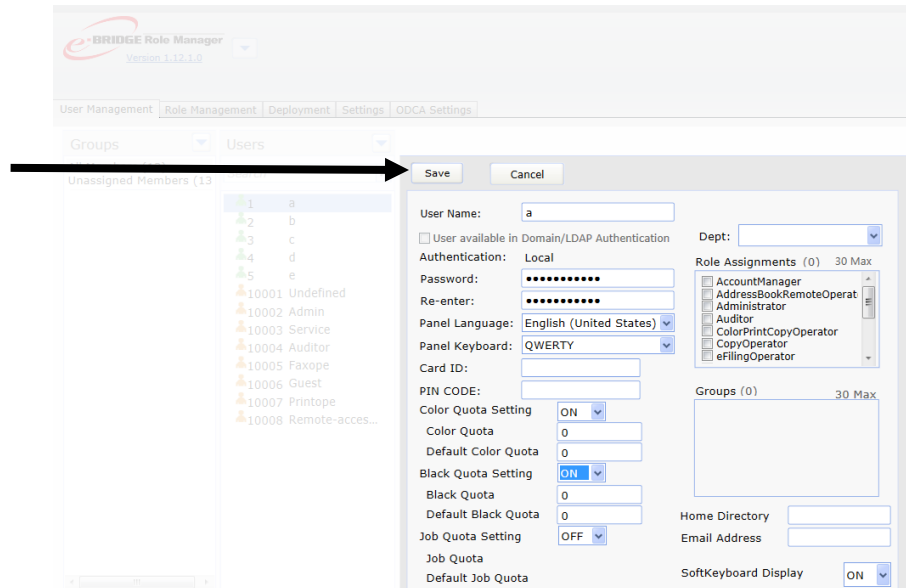 e-BRIDGE Role Manager
Version 1.12.1.0
User Management Role Management Deployment Settings ODCA Settings
Groups
Unassigned Members (13
Users
1 a
2 b
3 c
4 d
5 e
10001 Undefined
10002 Admin
10003 Service
10004 Auditor
10005 Faxope
10006 Guest
10007 Printope
10008 Remote-acces...
Save Cancel
User Name: a
User available in Domain/LDAP Authentication
Authentication: Local
Password: •••••••••••
Re-enter: •••••••••••
Panel Language: English (United States)
Panel Keyboard: QWERTY
Card ID:
PIN CODE:
Color Quota Setting ON
Color Quota 0
Default Color Quota 0
Black Quota Setting ON
Black Quota 0
Default Black Quota 0
Job Quota Setting OFF
Job Quota
Default Job Quota
Dept:
Role Assignments (0) 30 Max
AccountManager
AddressBookRemoteOperat
Administrator
Auditor
ColorPrintCopyOperator
CopyOperator
eFilingOperator
Groups (0) 30 Max
Home Directory
Email Address
SoftKeyboard Display ON